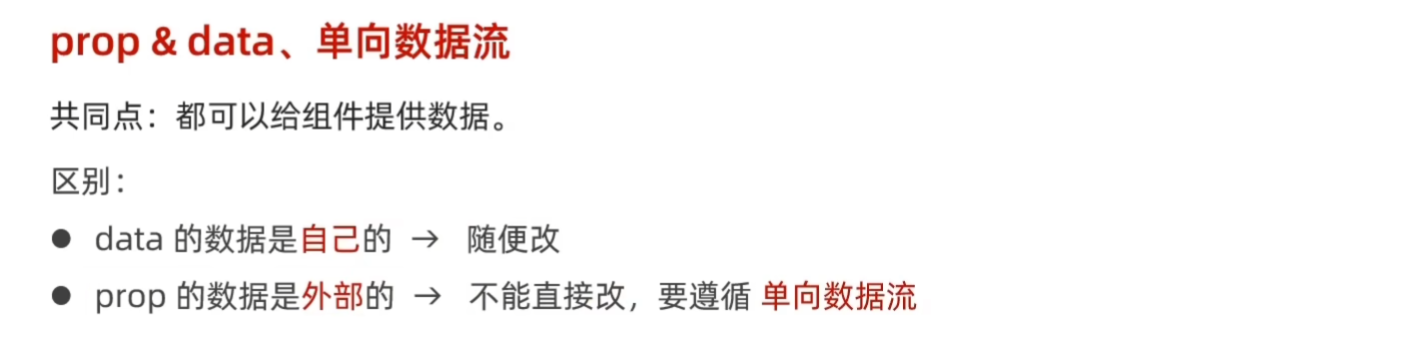 prop & data、单向数据流
共同点：都可以给组件提供数据。
区别：
● data 的数据是自己的 → 随便改
● prop 的数据是外部的 → 不能直接改，要遵循 单向数据流